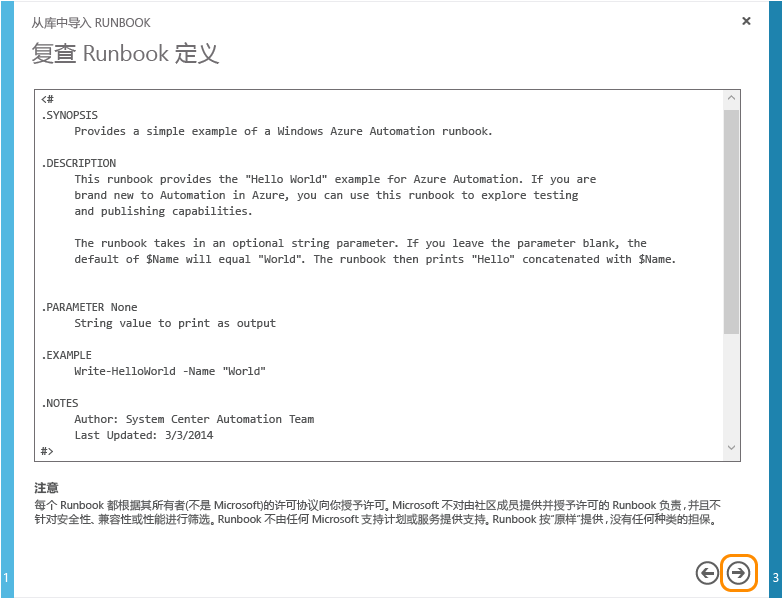 从库中导入 RUNBOOK
复查 Runbook 定义
<#
.SYNOPSIS
Provides a simple example of a Windows Azure Automation runbook.
.DESCRIPTION
This runbook provides the "Hello World" example for Azure Automation. If you are
brand new to Automation in Azure, you can use this runbook to explore testing
and publishing capabilities.
The runbook takes in an optional string parameter. If you leave the parameter blank, the
default of $Name will equal "World". The runbook then prints "Hello" concatenated with $Name.
.PARAMETER None
String value to print as output
.EXAMPLE
Write-HelloWorld -Name "World"
.NOTES
Author: System Center Automation Team
Last Updated: 3/3/2014
#>
注意
每个 Runbook 都根据其所有者(不是 Microsoft)的许可协议向你授予许可。Microsoft 不对由社区成员提供并授予许可的 Runbook 负责,并且不
针对安全性、兼容性或性能进行筛选。Runbook 不由任何 Microsoft 支持计划或服务提供支持。Runbook 按"原样"提供,没有任何种类的担保。
1
3